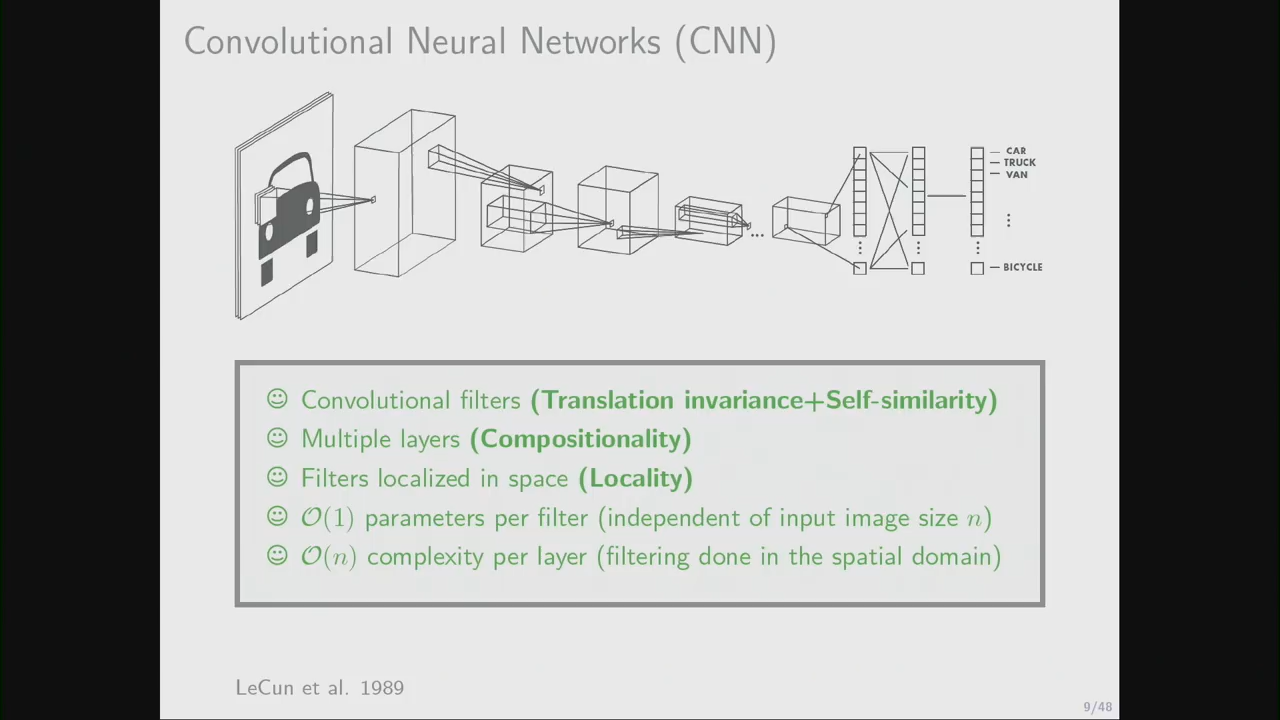 Convolutional Neural Networks (CNN)
CAR
TRUCK
VAN
BICYCLE
☺ Convolutional filters (Translation invariance+Self-similarity)
☺ Multiple layers (Compositionality)
☺ Filters localized in space (Locality)
☺ 𝒪(1) parameters per filter (independent of input image size n)
☺ 𝒪(n) complexity per layer (filtering done in the spatial domain)
LeCun et al. 1989
9/48